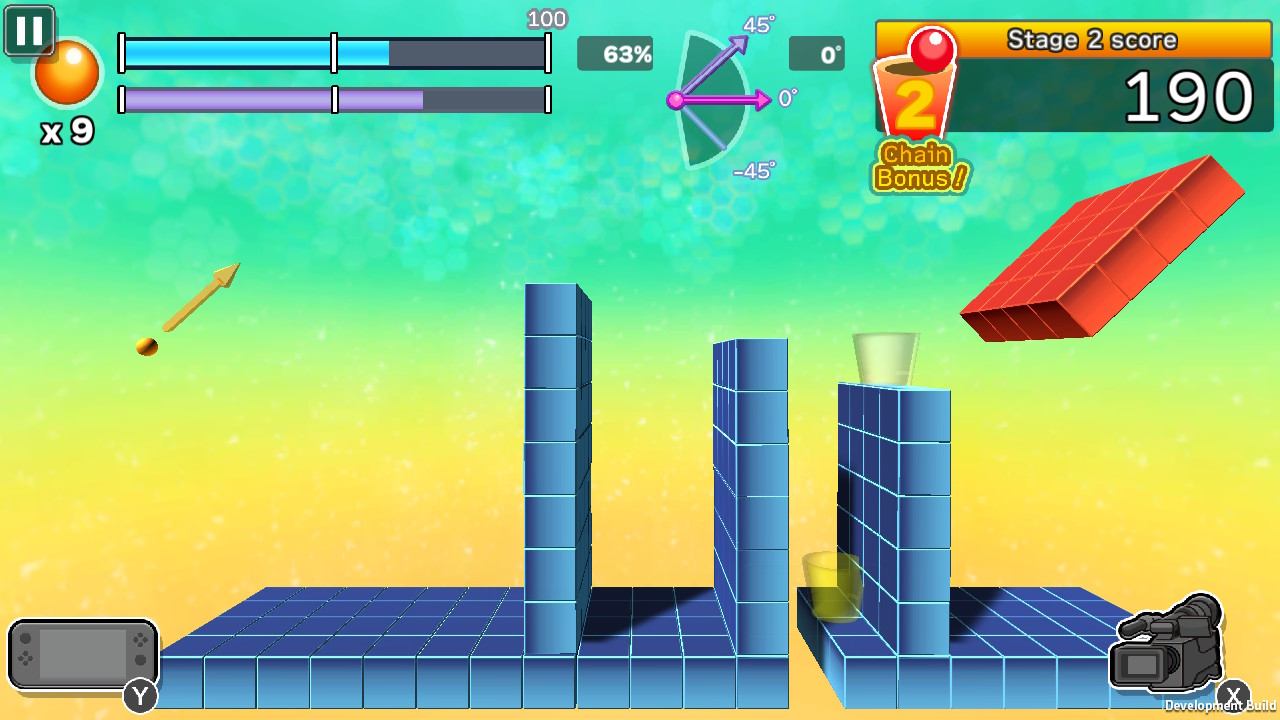 100
45°
63%
0°
0°
-45°
x 9
Stage 2 score
190
2
Chain
Bonus!
Y
X
Development Build